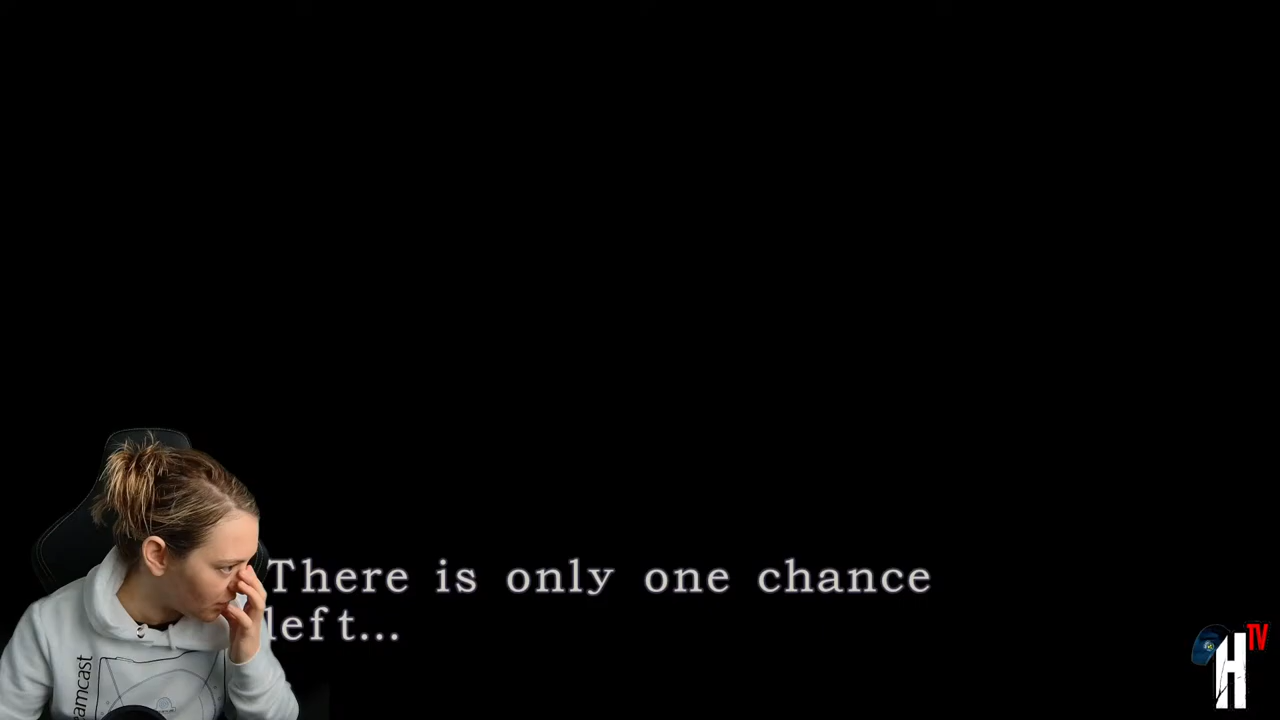 There is only one chance
left...
amcast
H TV